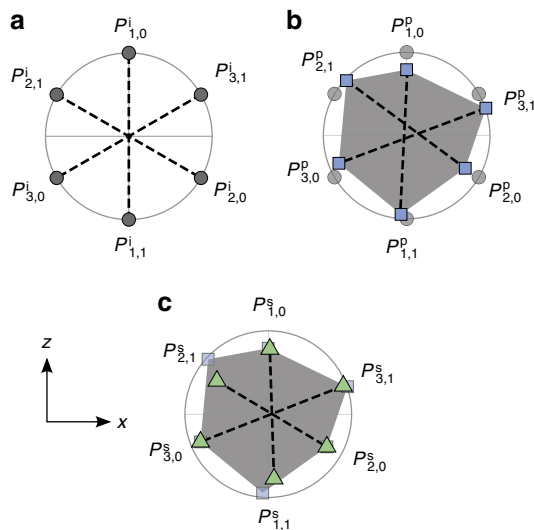 a
P^i_{1,0}
P^i_{2,1}
P^i_{3,1}
P^i_{3,0}
P^i_{2,0}
P^i_{1,1}
b
P^p_{1,0}
P^p_{2,1}
P^p_{3,1}
P^p_{3,0}
P^p_{2,0}
P^p_{1,1}
c
P^s_{1,0}
P^s_{2,1}
P^s_{3,1}
P^s_{3,0}
P^s_{2,0}
P^s_{1,1}
z
x